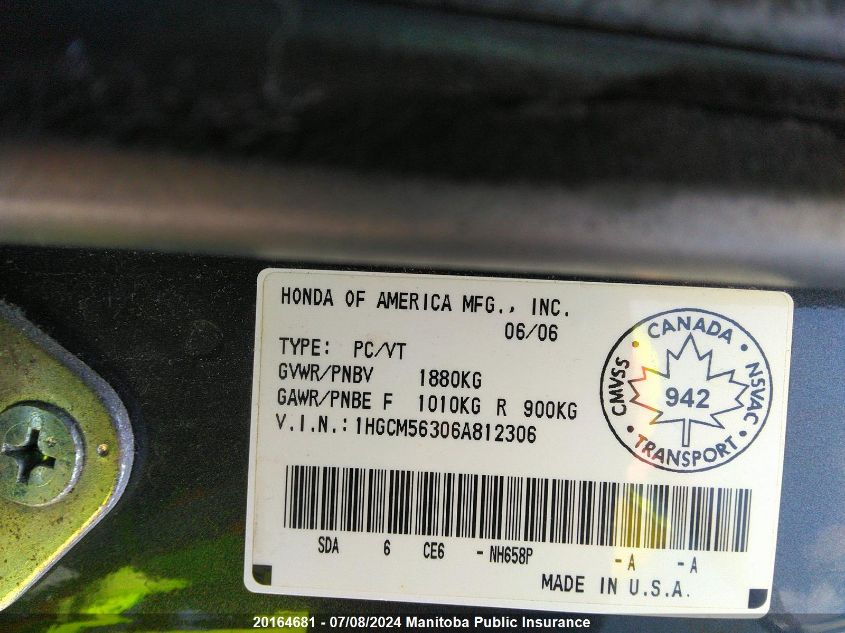 HONDA OF AMERICA MFG., INC.
06/06
TYPE: PC/VT
GVWR/PNBV 1880KG
GAWR/PNBE F 1010KG R 900KG
V.I.N.: 1HGCM56306A812306
CANADA
CMVSS
NSVAC
942
TRANSPORT
SDA 6 CE6 -NH658P -A -A
MADE IN U.S.A.
20164681 - 07/08/2024 Manitoba Public Insurance